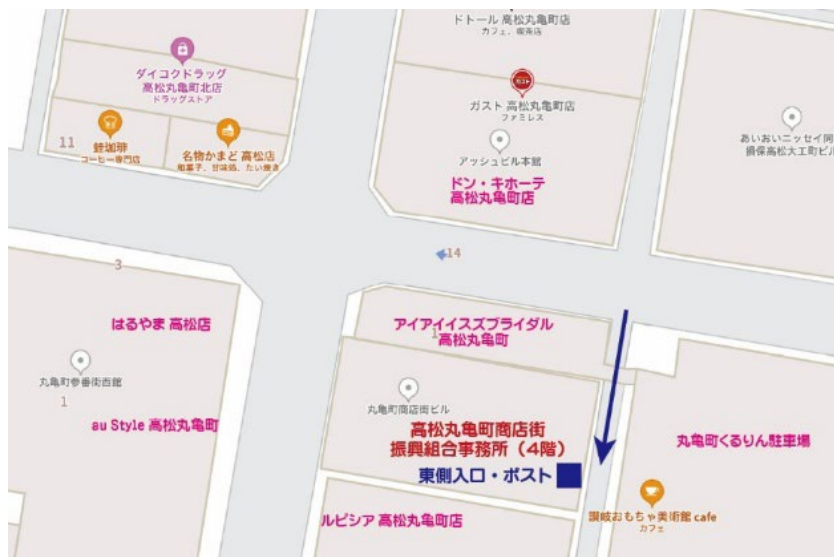 ドトール 高松丸亀町店
カフェ、喫茶店
ダイコクドラッグ
高松丸亀町北店
ドラッグストア
ガスト
ガスト 高松丸亀町店
ファミレス
11
珈琲
コーヒー専門店
名物かまど 高松店
和菓子、甘味処、たい焼き
アッシュビル本館
あいおいニッセイ同
損保高松大工町ビル
ドン・キホーテ
高松丸亀町店
14
3
はるやま 高松店
アイアイイスズブライダル
高松丸亀町
1
丸亀町参番街西館
1
丸亀町商店街ビル
au Style 高松丸亀町
高松丸亀町商店街
振興組合事務所（4階）
丸亀町くるりん駐車場
東側入口・ポスト
讃岐おもちゃ美術館 cafe
カフェ
ルピシア 高松丸亀町店